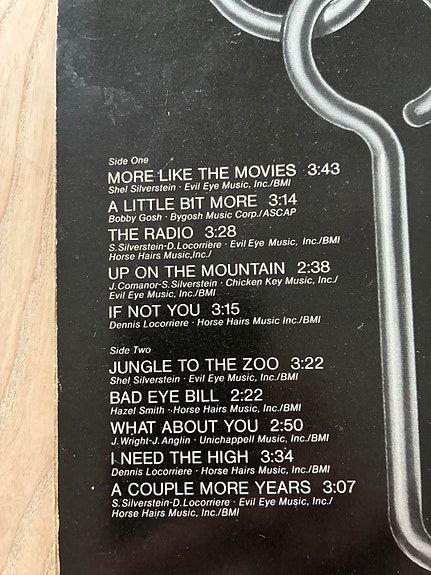 Side One
MORE LIKE THE MOVIES 3:43
Shel Silverstein · Evil Eye Music, Inc./BMI
A LITTLE BIT MORE 3:14
Bobby Gosh · Bygosh Music Corp./ASCAP
THE RADIO 3:28
S.Silverstein-D.Locorriere · Evil Eye Music, Inc./BMI
Horse Hairs Music,Inc./
UP ON THE MOUNTAIN 2:38
J.Comanor-S.Silverstein · Chicken Key Music, Inc./
Evil Eye Music, Inc./BMI
IF NOT YOU 3:15
Dennis Locorriere · Horse Hairs Music Inc./BMI
Side Two
JUNGLE TO THE ZOO 3:22
Shel Silverstein · Evil Eye Music, Inc./BMI
BAD EYE BILL 2:22
Hazel Smith · Horse Hairs Music, Inc./BMI
WHAT ABOUT YOU 2:50
J.Wright-J.Anglin · Unichappell Music, Inc./BMI
I NEED THE HIGH 3:34
Dennis Locorriere · Horse Hairs Music, Inc./BMI
A COUPLE MORE YEARS 3:07
S.Silverstein-D.Locorriere · Evil Eye Music, Inc./
Horse Hairs Music, Inc./BMI